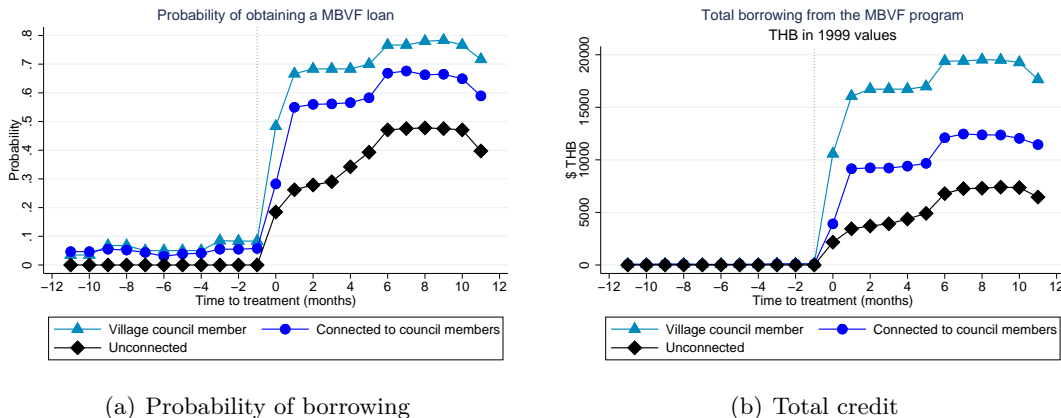 Probability of obtaining a MBVF loan
Probability
0 .1 .2 .3 .4 .5 .6 .7 .8
−12 −10 −8 −6 −4 −2 0 2 4 6 8 10 12
Time to treatment (months)
Village council member Connected to council members
Unconnected
(a) Probability of borrowing
Total borrowing from the MBVF program
THB in 1999 values
$ THB
0 5000 10000 15000 20000
−12 −10 −8 −6 −4 −2 0 2 4 6 8 10 12
Time to treatment (months)
Village council member Connected to council members
Unconnected
(b) Total credit